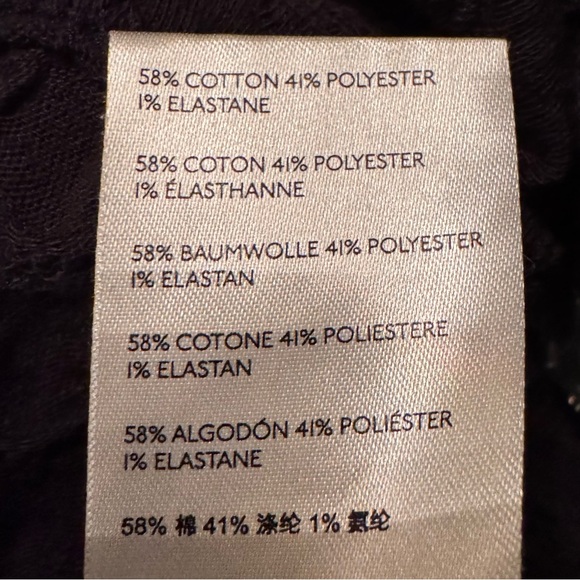 58% COTTON 41% POLYESTER
1% ELASTANE
58% COTON 41% POLYESTER
1% ÉLASTHANNE
58% BAUMWOLLE 41% POLYESTER
1% ELASTAN
58% COTONE 41% POLIESTERE
1% ELASTAN
58% ALGODÓN 41% POLIÉSTER
1% ELASTANE
58% 棉 41% 涤纶 1% 氨纶